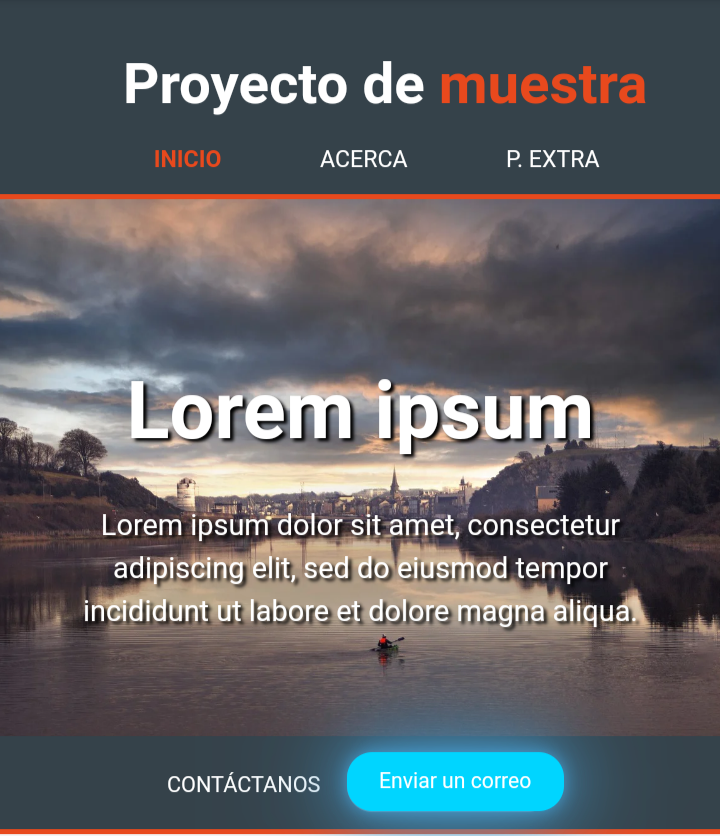 Proyecto de muestra
INICIO ACERCA P. EXTRA
Lorem ipsum
Lorem ipsum dolor sit amet, consectetur
adipiscing elit, sed do eiusmod tempor
incididunt ut labore et dolore magna aliqua.
CONTÁCTANOS Enviar un correo